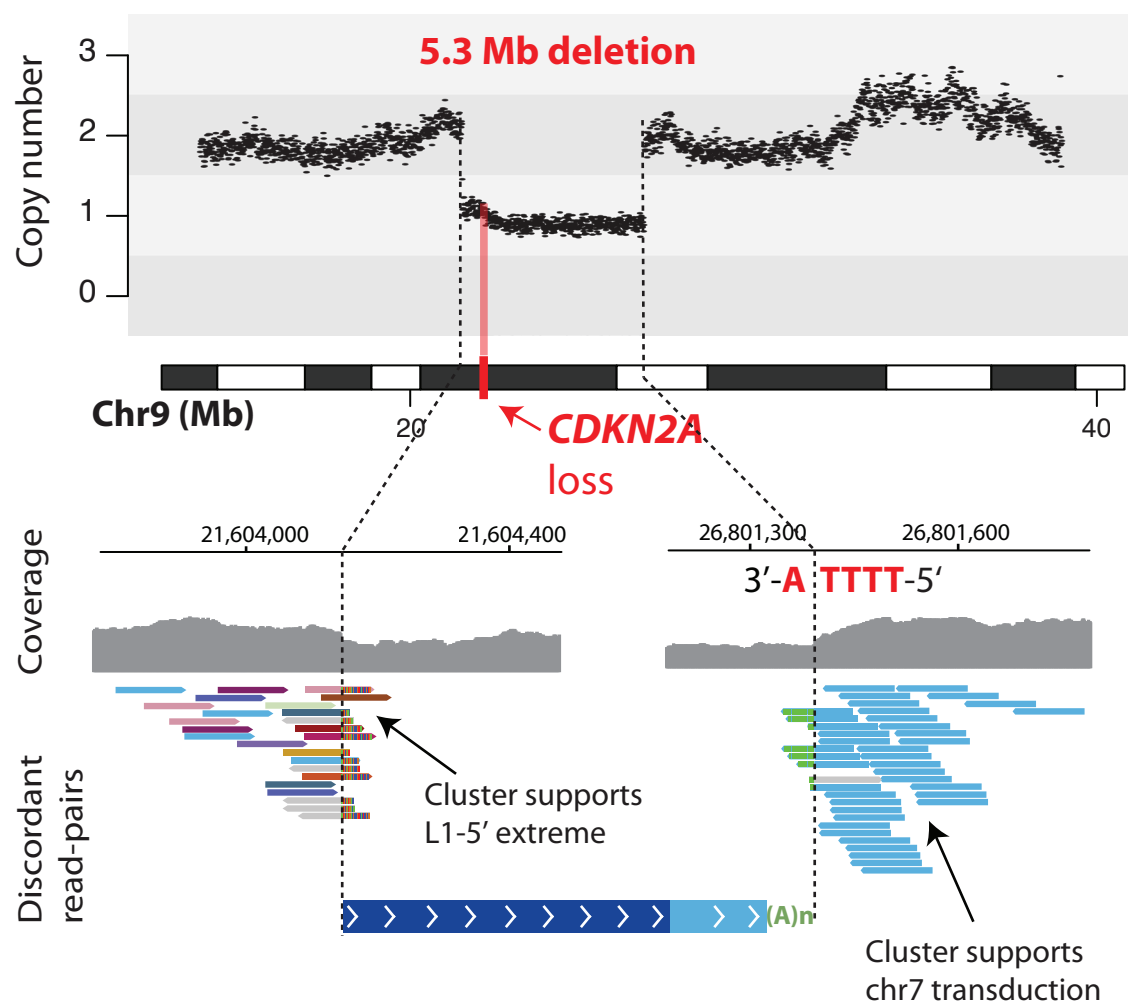 5.3 Mb deletion
Copy number
3
2
1
0
Chr9 (Mb)
20
40
CDKN2A
loss
21,604,000
21,604,400
26,801,300
26,801,600
3'-A TTTT-5‘
Coverage
Discordant
read-pairs
Cluster supports
L1-5’ extreme
(A)n
Cluster supports
chr7 transduction